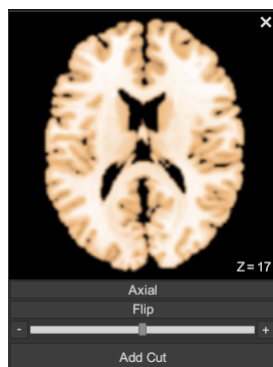 ×
Z = 17
Axial
Flip
- +
Add Cut